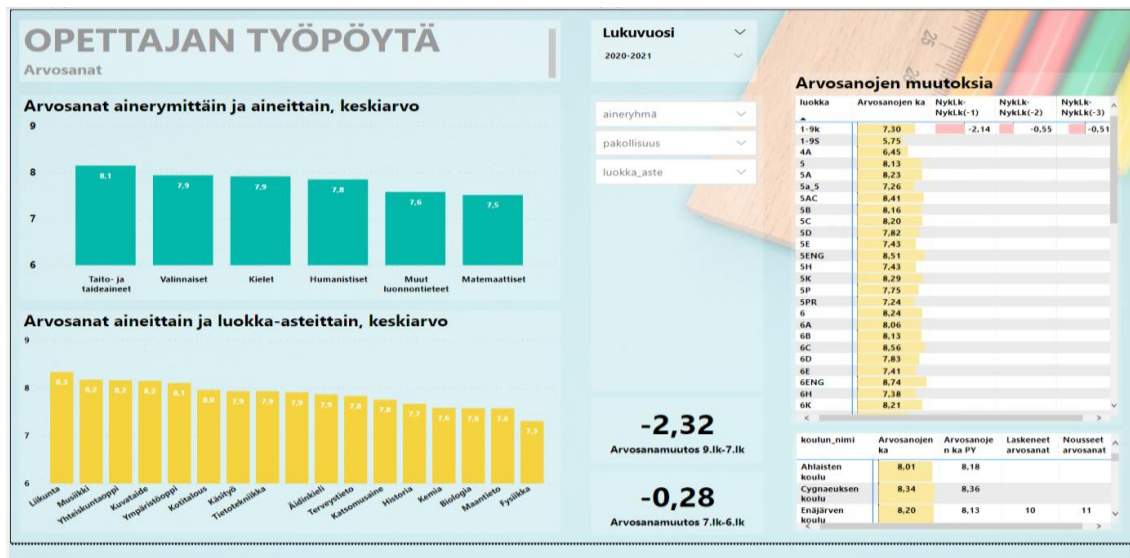 OPETTAJAN TYÖPÖYTÄ
Arvosanat
Arvosanat ainerymittäin ja aineittain, keskiarvo
9
8
7
6
8,1
7,9
7,9
7,8
7,6
7,5
Taito- ja taideaineet
Valinnaiset
Kielet
Humanistiset
Muut luonnontieteet
Matemaattiset
Arvosanat aineittain ja luokka-asteittain, keskiarvo
9
8
7
6
8,3
8,2
8,2
8,2
8,1
8,0
7,9
7,9
7,9
7,9
7,8
7,8
7,7
7,6
7,6
7,6
7,3
Liikunta
Musiikki
Yhteiskuntaoppi
Kuvataide
Ympäristöoppi
Kotitalous
Käsityö
Tietotekniikka
Äidinkieli
Terveystieto
Katsomusaine
Historia
Kemia
Biologia
Maantieto
Fysiikka
Lukuvuosi
2020-2021
aineryhmä
pakollisuus
luokka_aste
-2,32
Arvosanamuutos 9.lk-7.lk
-0,28
Arvosanamuutos 7.lk-6.lk
25
Arvosanojen muutoksia
luokka Arvosanojen ka NykLk-NykLk(-1) NykLk-NykLk(-2) NykLk-NykLk(-3)
1-9k 7,30 -2,14 -0,55 -0,51
1-9S 5,75
4A 6,45
5 8,13
5A 8,23
5a_5 7,26
5AC 8,41
5B 8,16
5C 8,20
5D 7,82
5E 7,43
5ENG 8,51
5H 7,43
5K 8,29
5P 7,75
5PR 7,24
6 8,24
6A 8,06
6B 8,13
6C 8,56
6D 7,83
6E 7,41
6ENG 8,74
6H 7,38
6K 8,21
koulun_nimi Arvosanojen ka Arvosanoje n ka PY Laskeneet arvosanat Nousseet arvosanat
Ahlaisten koulu 8,01 8,18
Cygnaeuksen koulu 8,34 8,36
Enäjärven koulu 8,20 8,13 10 11